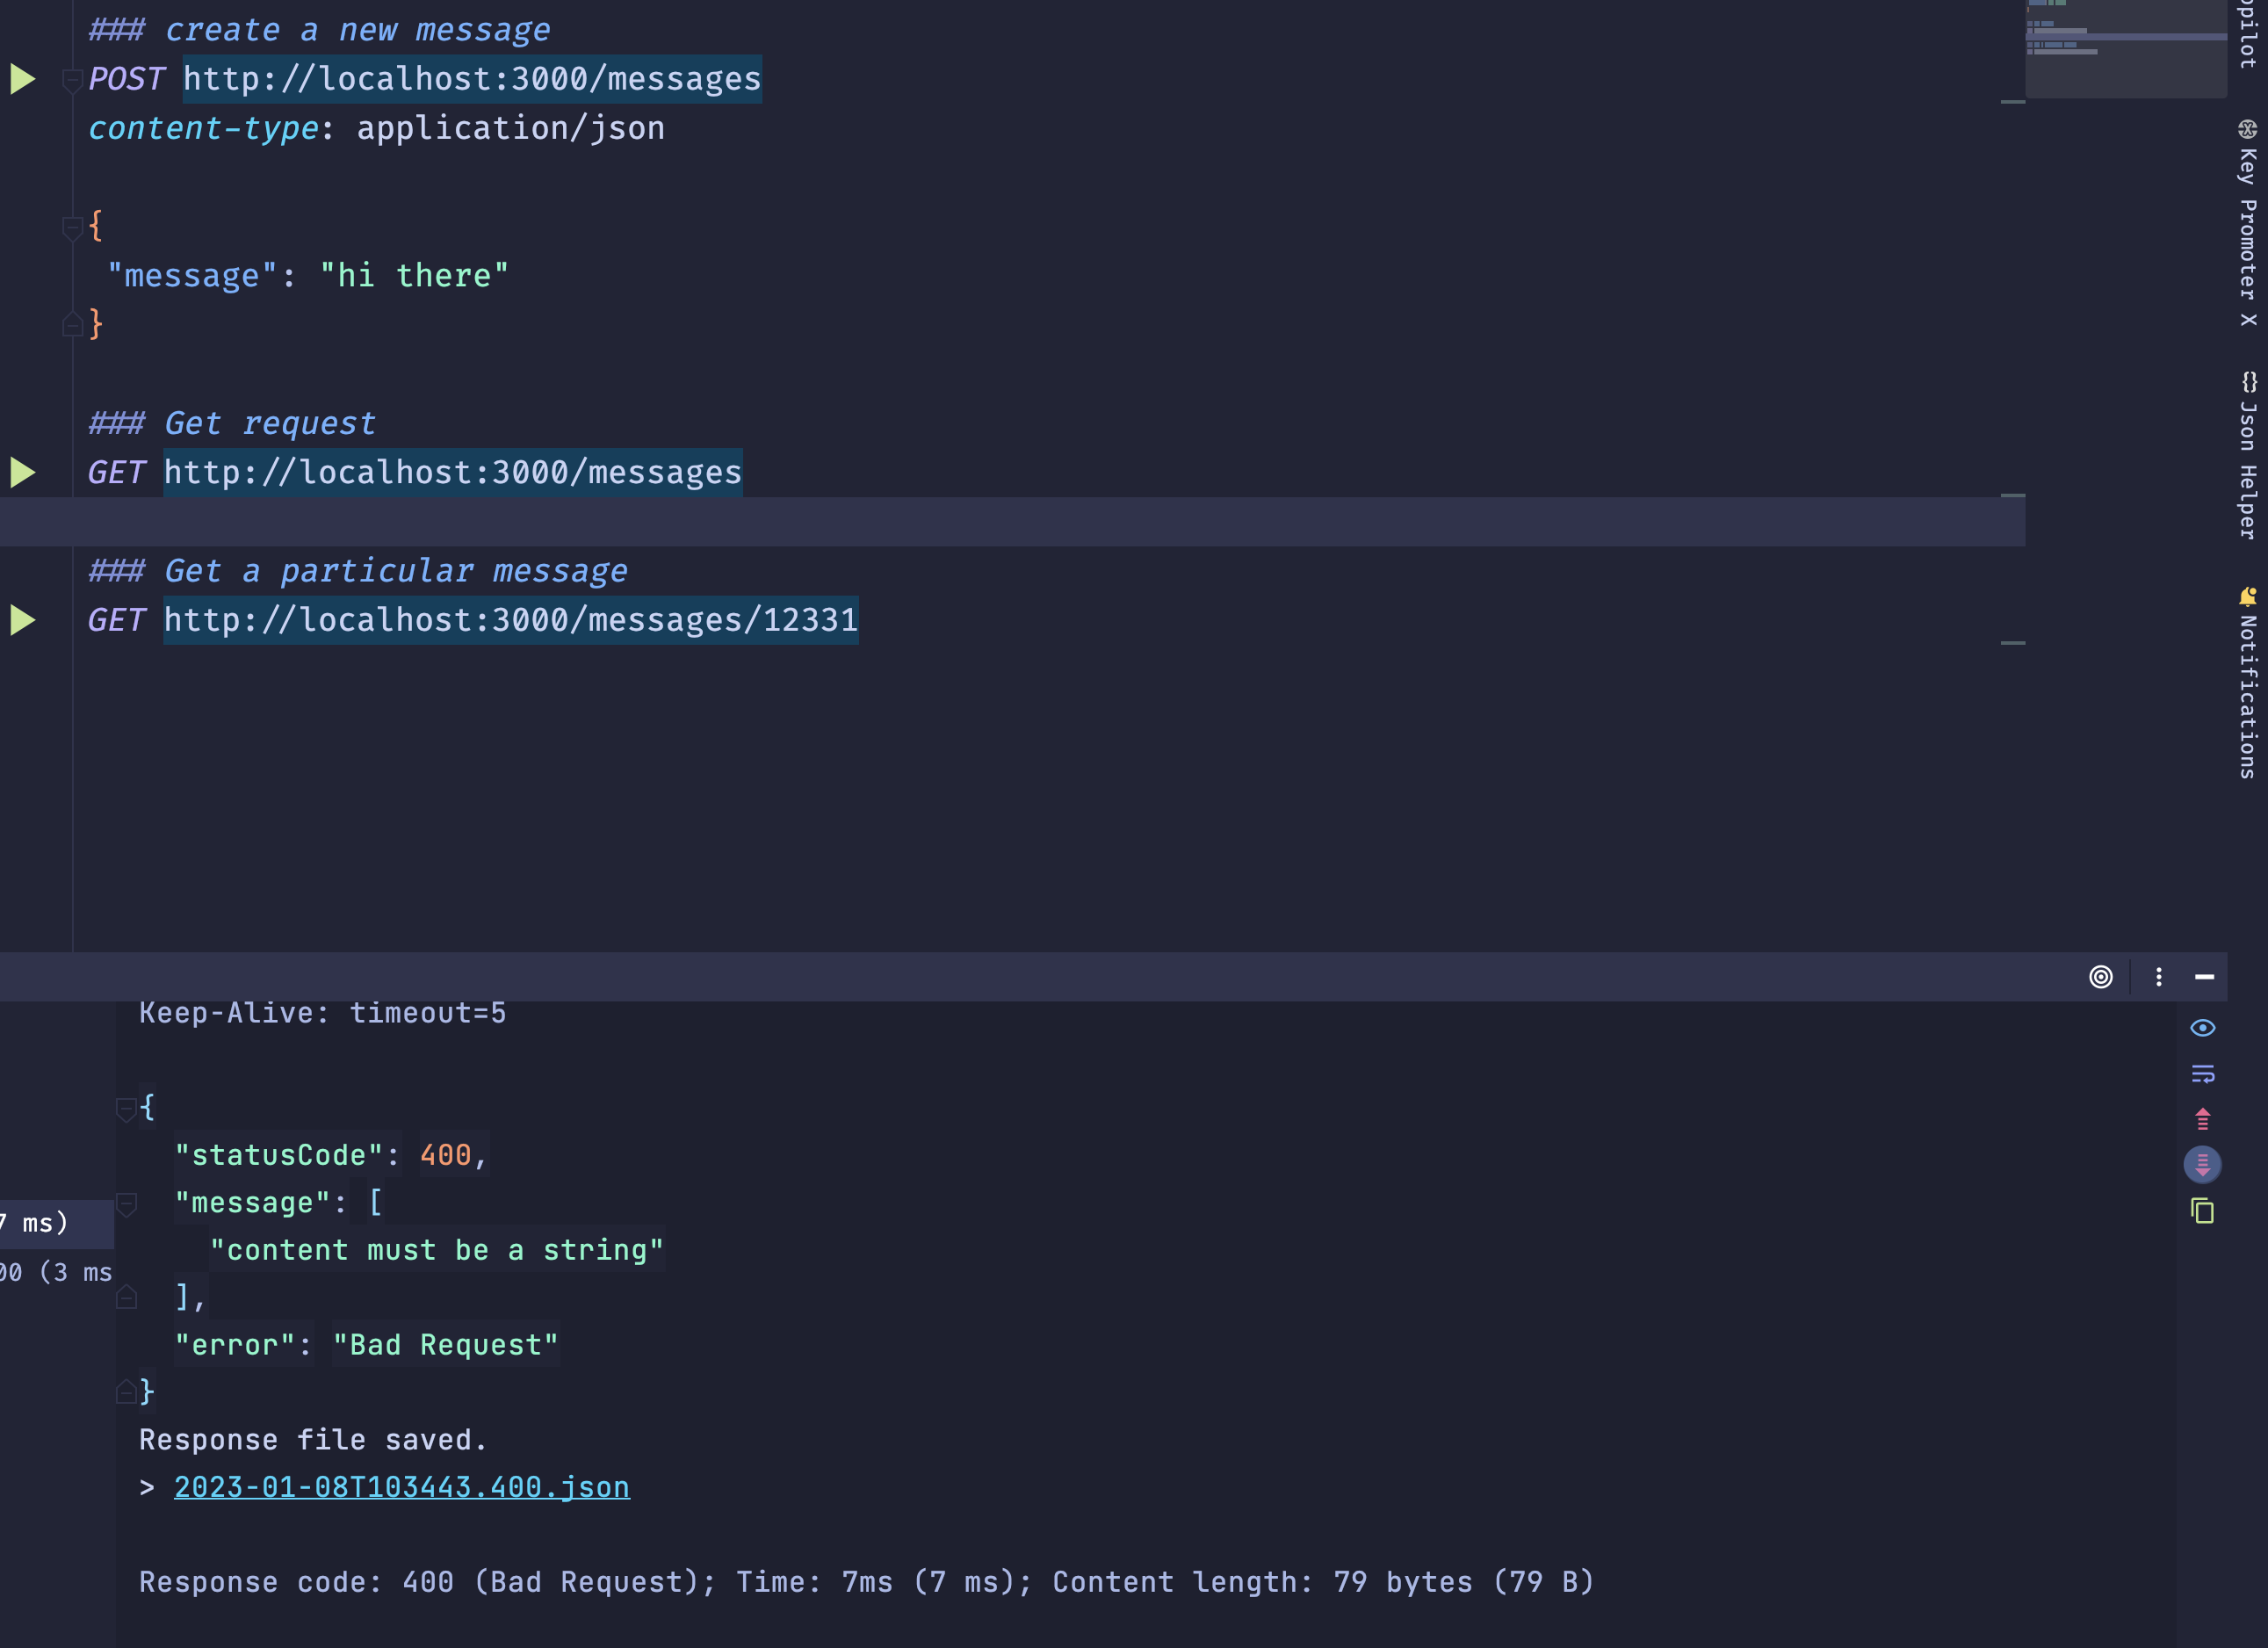 ### create a new message
POST http://localhost:3000/messages
content-type: application/json
{
"message": "hi there"
}
### Get request
GET http://localhost:3000/messages
### Get a particular message
GET http://localhost:3000/messages/12331
Key Promoter X
{} Json Helper
Notifications
Keep-Alive: timeout=5
{
"statusCode": 400,
"message": [
"content must be a string"
],
"error": "Bad Request"
}
Response file saved.
> 2023-01-08T103443.400.json
Response code: 400 (Bad Request); Time: 7ms (7 ms); Content length: 79 bytes (79 B)
7 ms)
00 (3 ms